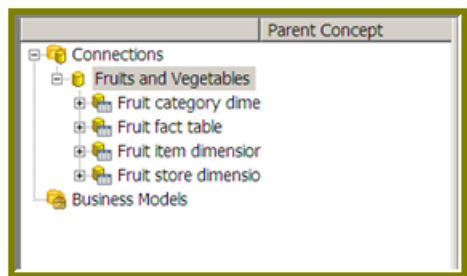 Parent Concept
Connections
Fruits and Vegetables
Fruit category dime
Fruit fact table
Fruit item dimension
Fruit store dimensio
Business Models